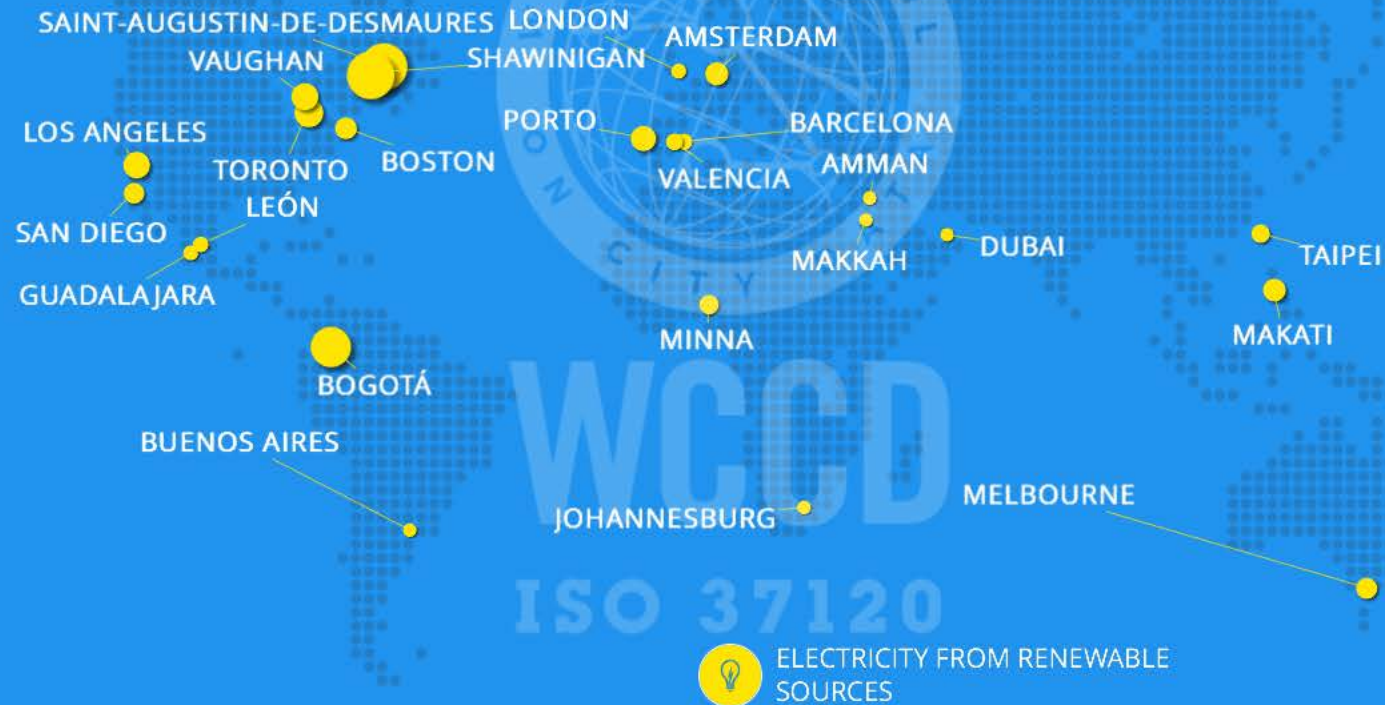 SAINT-AUGUSTIN-DE-DESMAURES
LONDON
AMSTERDAM
VAUGHAN
SHAWINIGAN
LOS ANGELES
PORTO
BARCELONA
TORONTO
BOSTON
VALENCIA
AMMAN
LEÓN
SAN DIEGO
MAKKAH
DUBAI
TAIPEI
GUADALAJARA
MINNA
MAKATI
BOGOTÁ
BUENOS AIRES
MELBOURNE
JOHANNESBURG
CITY
WCCD
ISO 37120
ELECTRICITY FROM RENEWABLE
SOURCES